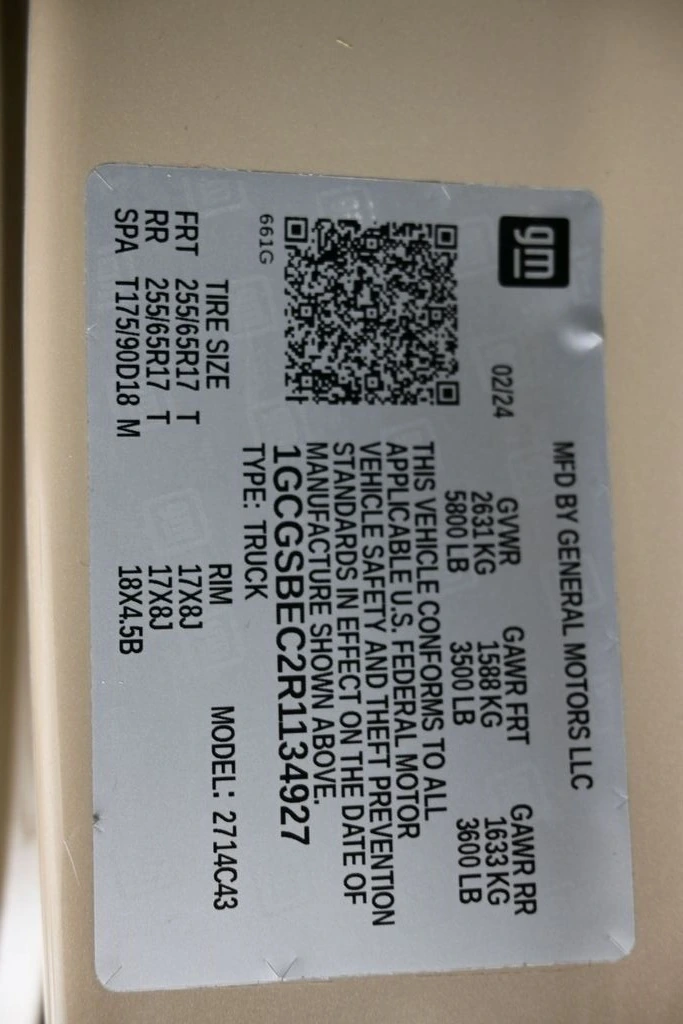 gm
MFD BY GENERAL MOTORS LLC
02/24
GVWR GAWR FRT GAWR RR
2631 KG 1588 KG 1633 KG
5800 LB 3500 LB 3600 LB
THIS VEHICLE CONFORMS TO ALL
APPLICABLE U.S. FEDERAL MOTOR
VEHICLE SAFETY AND THEFT PREVENTION
STANDARDS IN EFFECT ON THE DATE OF
MANUFACTURE SHOWN ABOVE.
1GCGSBEC2R1134927
TYPE: TRUCK
661G
MODEL: 2714C43
TIRE SIZE RIM
FRT 255/65R17 T 17X8J
RR 255/65R17 T 17X8J
SPA T175/90D18 M 18X4.5B